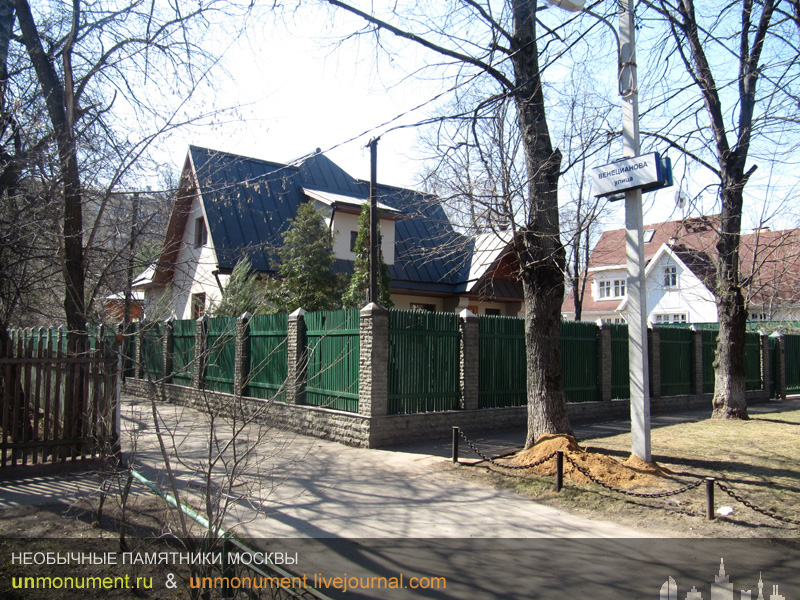 ВЕНЕЦИАНОВА
улица
НЕОБЫЧНЫЕ ПАМЯТНИКИ МОСКВЫ
unmonument.ru & unmonument.livejournal.com